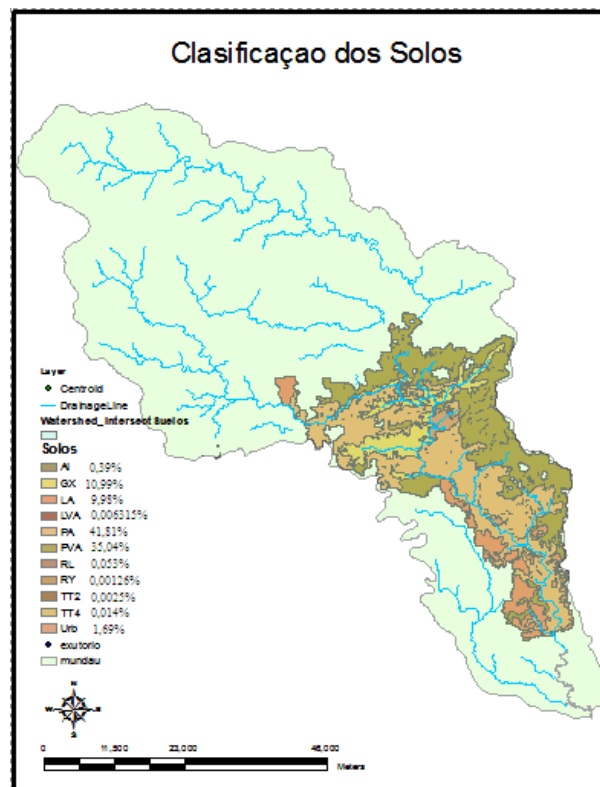 Clasificaçao dos Solos
Layer
Centroid
DrainageLine
Watershed_Intersect Suelos
Solos
AI 0,39%
GX 10,99%
LA 9,98%
LVA 0,006315%
PA 41,81%
PVA 35,04%
RL 0,053%
RY 0,00126%
TT2 0,0025%
TT4 0,014%
Urb 1,69%
exutorio
mundau
N
W E
S
0 11,500 23,000 46,000
Meters